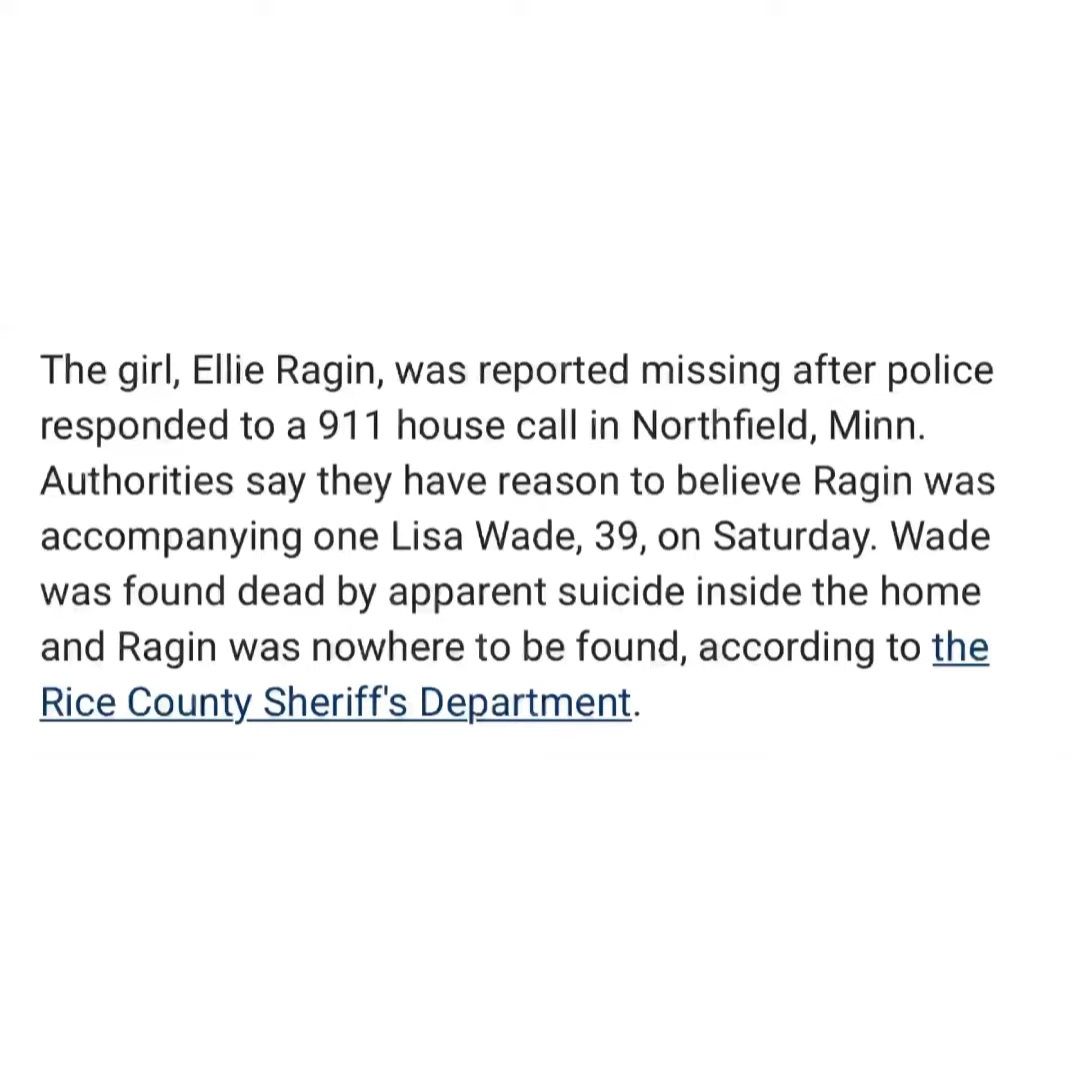 The girl, Ellie Ragin, was reported missing after police
responded to a 911 house call in Northfield, Minn.
Authorities say they have reason to believe Ragin was
accompanying one Lisa Wade, 39, on Saturday. Wade
was found dead by apparent suicide inside the home
and Ragin was nowhere to be found, according to the
Rice County Sheriff's Department.